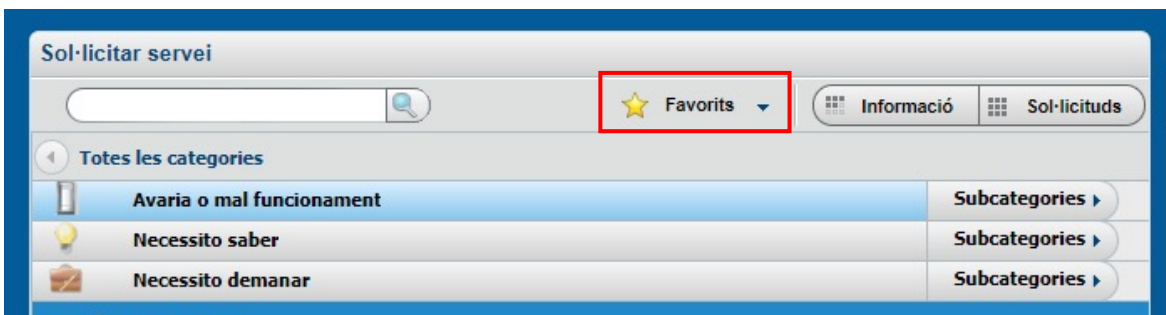 Sol·licitar servei
Favorits
Informació
Sol·licituds
Totes les categories
Avaria o mal funcionament Subcategories
Necessito saber Subcategories
Necessito demanar Subcategories